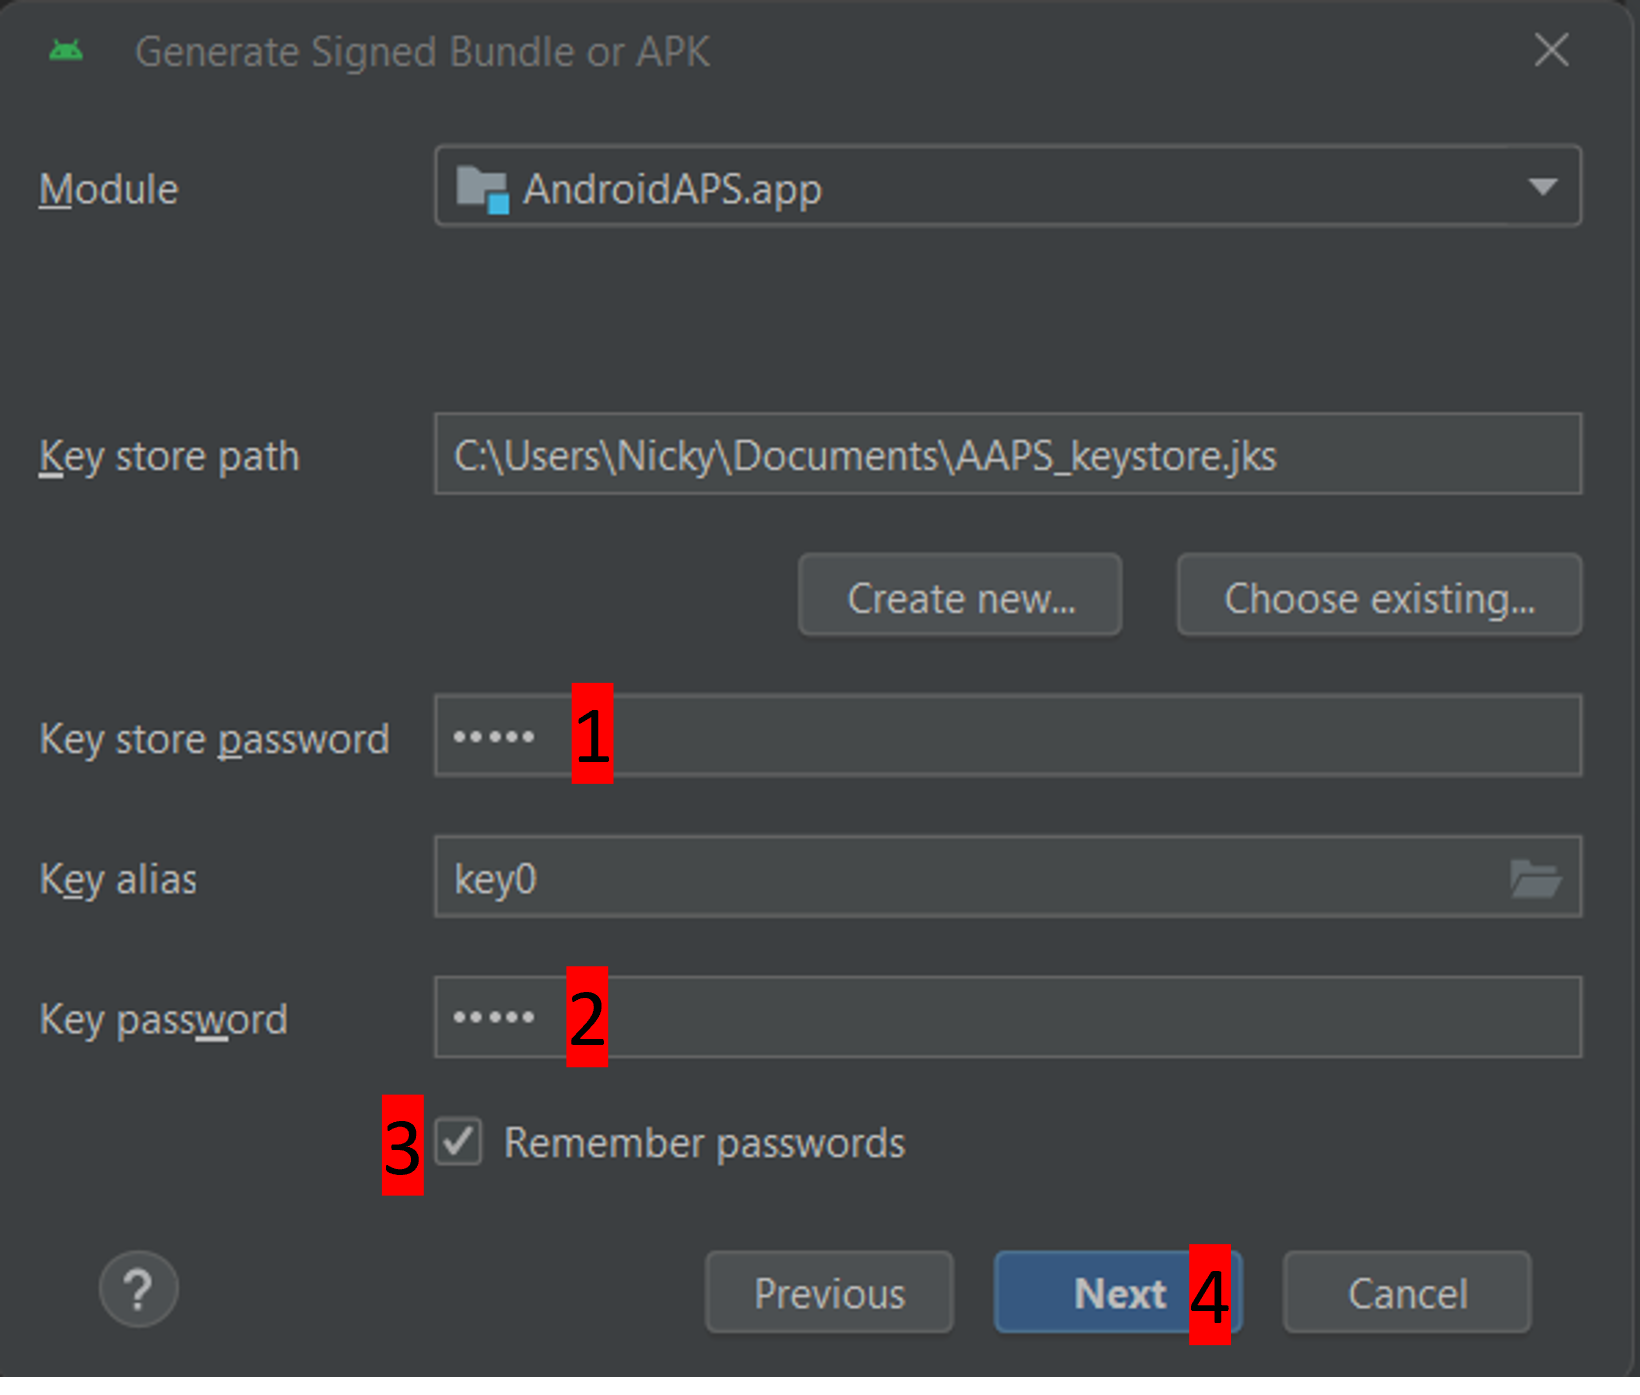 Generate Signed Bundle or APK
Module AndroidAPS.app
Key store path C:\Users\Nicky\Documents\AAPS_keystore.jks
Create new... Choose existing...
Key store password ••••• 1
Key alias key0
Key password ••••• 2
3 Remember passwords
? Previous Next 4 Cancel